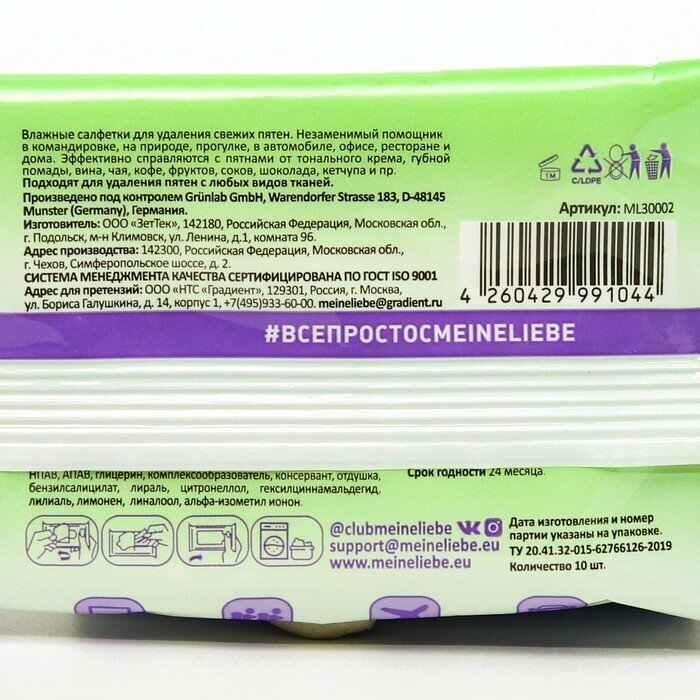 Влажные салфетки для удаления свежих пятен. Незаменимый помощник
в командировке, на природе, прогулке, в автомобиле, офисе, ресторане и
дома. Эффективно справляются с пятнами от тонального крема, губной
помады, вина, чая, кофе, фруктов, соков, шоколада, кетчупа и пр.
Подходят для удаления пятен с любых видов тканей.
Произведено под контролем Grünlab GmbH, Warendorfer Strasse 183, D-48145
Munster (Germany), Германия.
Изготовитель: ООО «ЗетТек», 142180, Российская Федерация, Московская обл.,
г. Подольск, м-н Климовск, ул. Ленина, д.1, комната 96.
Адрес производства: 142300, Российская Федерация, Московская обл.,
г. Чехов, Симферопольское шоссе, д. 2.
СИСТЕМА МЕНЕДЖМЕНТА КАЧЕСТВА СЕРТИФИЦИРОВАНА ПО ГОСТ ISO 9001
Адрес для претензий: ООО «НТС «Градиент», 129301, Россия, г. Москва,
ул. Бориса Галушкина, д. 14, корпус 1, +7(495)933-60-00. meineliebe@gradient.ru
1M
C/LDPE
Артикул: ML30002
4 260429 991044
#ВСЕПРОСТОСMEINELIEBE
НПАВ, АПАВ, глицерин, комплексообразователь, консервант, отдушка,
бензилсалицилат, лираль, цитронеллол, гексилциннамальдегид,
лилиаль, лимонен, линалоол, альфа-изометил ионон.
Срок годности 24 месяца.
@clubmeineliebe
support@meineliebe.eu
www.meineliebe.eu
Дата изготовления и номер
партии указаны на упаковке.
ТУ 20.41.32-015-62766126-2019
Количество 10 шт.